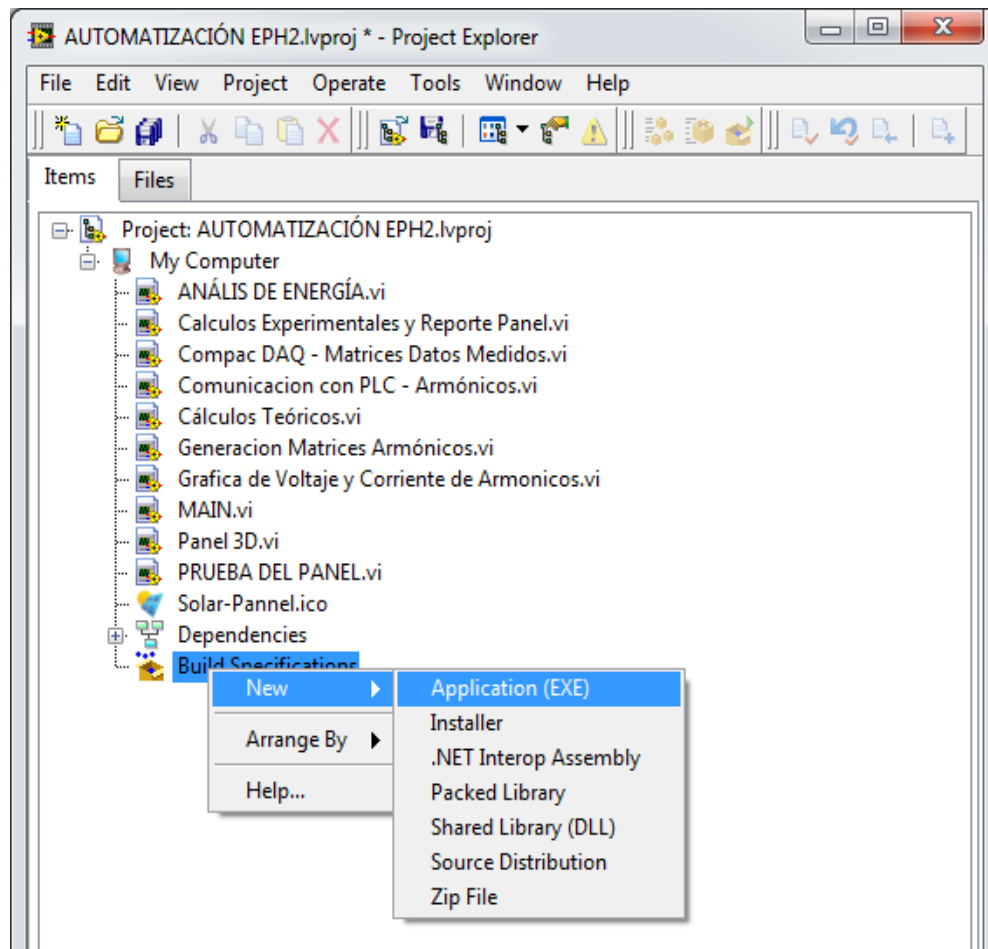 AUTOMATIZACIÓN EPH2.lvproj * - Project Explorer
File Edit View Project Operate Tools Window Help
Items Files
Project: AUTOMATIZACIÓN EPH2.lvproj
My Computer
ANÁLIS DE ENERGÍA.vi
Calculos Experimentales y Reporte Panel.vi
Compac DAQ - Matrices Datos Medidos.vi
Comunicacion con PLC - Armónicos.vi
Cálculos Teóricos.vi
Generacion Matrices Armónicos.vi
Grafica de Voltaje y Corriente de Armonicos.vi
MAIN.vi
Panel 3D.vi
PRUEBA DEL PANEL.vi
Solar-Pannel.ico
Dependencies
Build Specifications
New
Arrange By
Help...
Application (EXE)
Installer
.NET Interop Assembly
Packed Library
Shared Library (DLL)
Source Distribution
Zip File